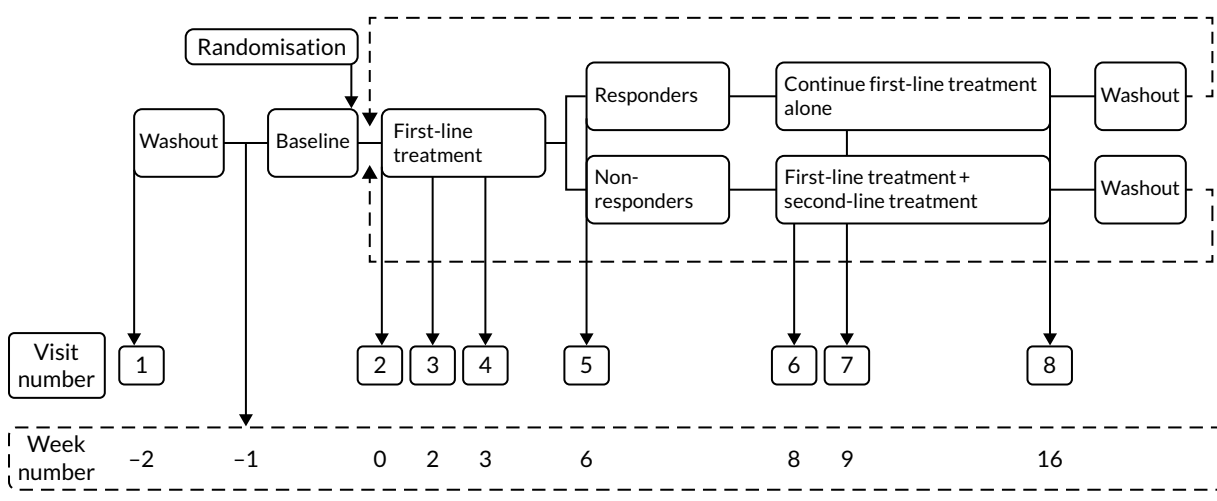 Randomisation
Washout
Baseline
First-line
treatment
Responders
Continue first-line treatment
alone
Washout
Non-
responders
First-line treatment +
second-line treatment
Washout
Visit
number
1
2
3
4
5
6
7
8
Week
number
–2
–1
0
2
3
6
8
9
16